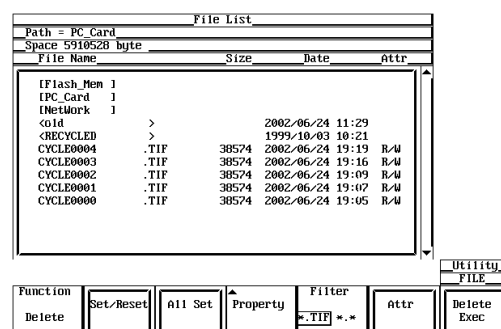 File List
Path = PC_Card
Space 5910528 byte
File Name Size Date Attr
[Flash_Mem ]
[PC_Card ]
[NetWork ]
<old > 2002/06/24 11:29
<RECYCLED > 1999/10/03 10:21
CYCLE0004 .TIF 38574 2002/06/24 19:19 R/W
CYCLE0003 .TIF 38574 2002/06/24 19:16 R/W
CYCLE0002 .TIF 38574 2002/06/24 19:09 R/W
CYCLE0001 .TIF 38574 2002/06/24 19:07 R/W
CYCLE0000 .TIF 38574 2002/06/24 19:05 R/W
Utility
FILE
Function
Delete
Set/Reset
All Set
Property
Filter
*.TIF *.*
Attr
Delete
Exec